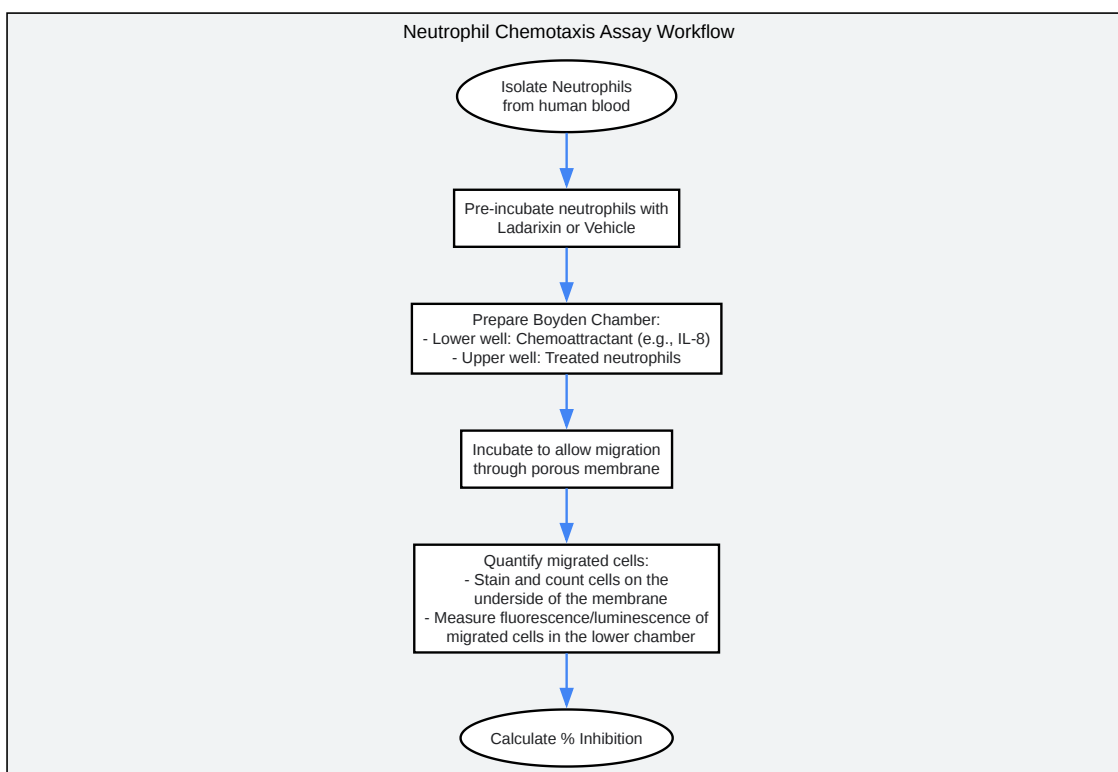 Neutrophil Chemotaxis Assay Workflow
Isolate Neutrophils
from human blood
Pre-incubate neutrophils with
Ladarixin or Vehicle
Prepare Boyden Chamber:
- Lower well: Chemoattractant (e.g., IL-8)
- Upper well: Treated neutrophils
Incubate to allow migration
through porous membrane
Quantify migrated cells:
- Stain and count cells on the
underside of the membrane
- Measure fluorescence/luminescence of
migrated cells in the lower chamber
Calculate % Inhibition